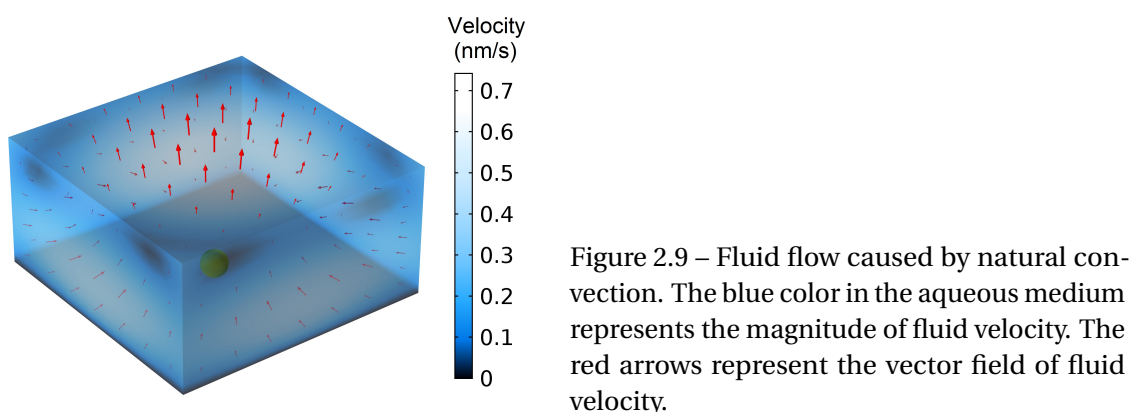 Velocity
(nm/s)
0.7
0.6
0.5
0.4
0.3
0.2
0.1
0
Figure 2.9 – Fluid flow caused by natural con-
vection. The blue color in the aqueous medium
represents the magnitude of fluid velocity. The
red arrows represent the vector field of fluid
velocity.